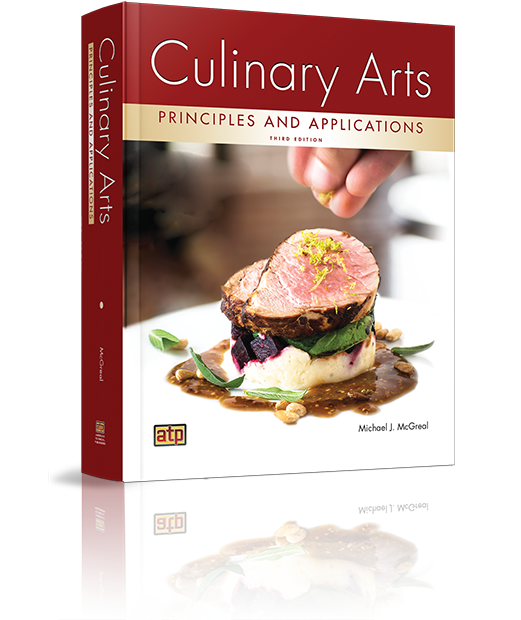 Culinary Arts
PRINCIPLES AND APPLICATIONS
THIRD EDITION
atp
Michael J. McGreal
Culinary Arts
PRINCIPLES AND APPLICATIONS
McGreal